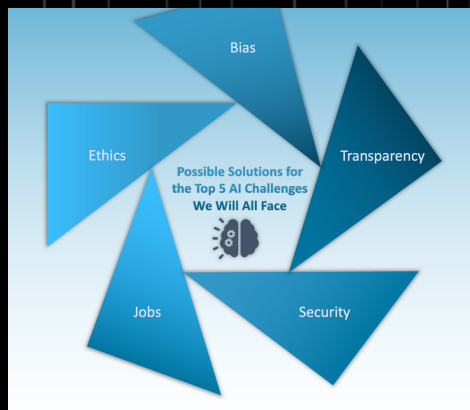 Bias
Ethics
Transparency
Possible Solutions for
the Top 5 AI Challenges
We Will All Face
Jobs
Security